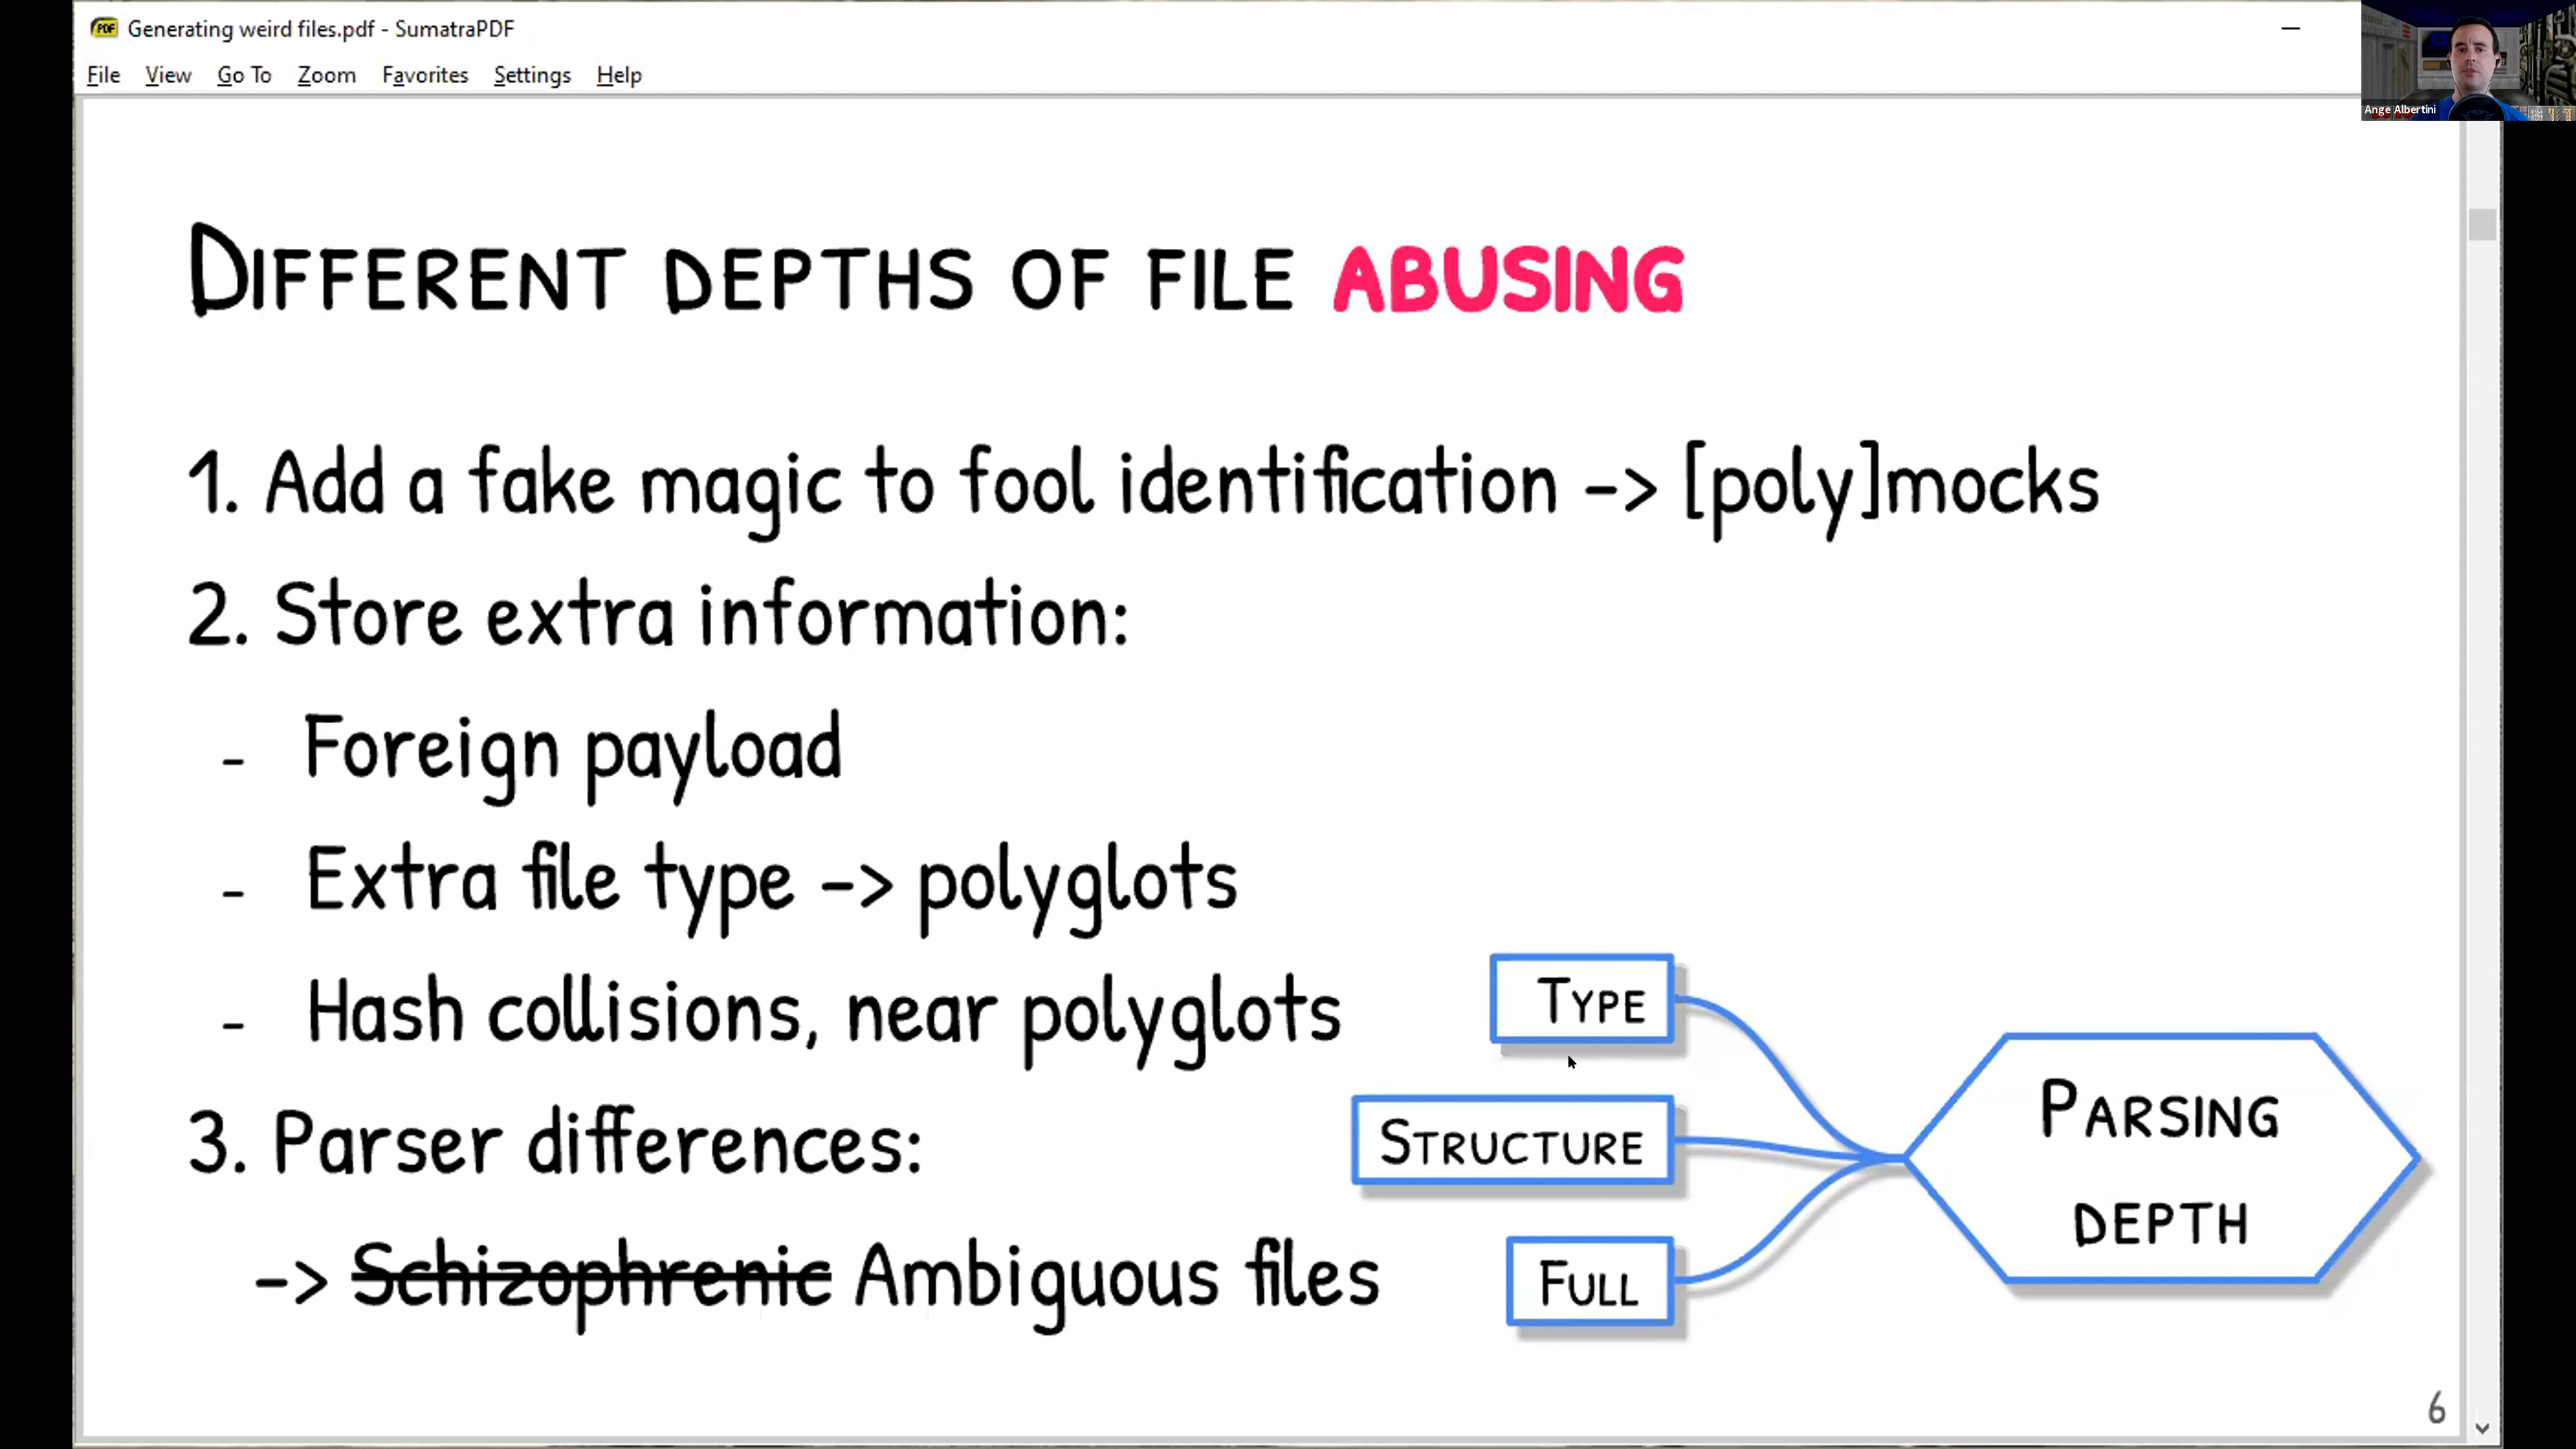 Generating weird files.pdf - SumatraPDF
File View Go To Zoom Favorites Settings Help
Ange Albertini
Different depths of file abusing
1. Add a fake magic to fool identification -> [poly]mocks
2. Store extra information:
- Foreign payload
- Extra file type -> polyglots
- Hash collisions, near polyglots
3. Parser differences:
-> Schizophrenic Ambiguous files
Type
Structure
Full
Parsing
depth
6